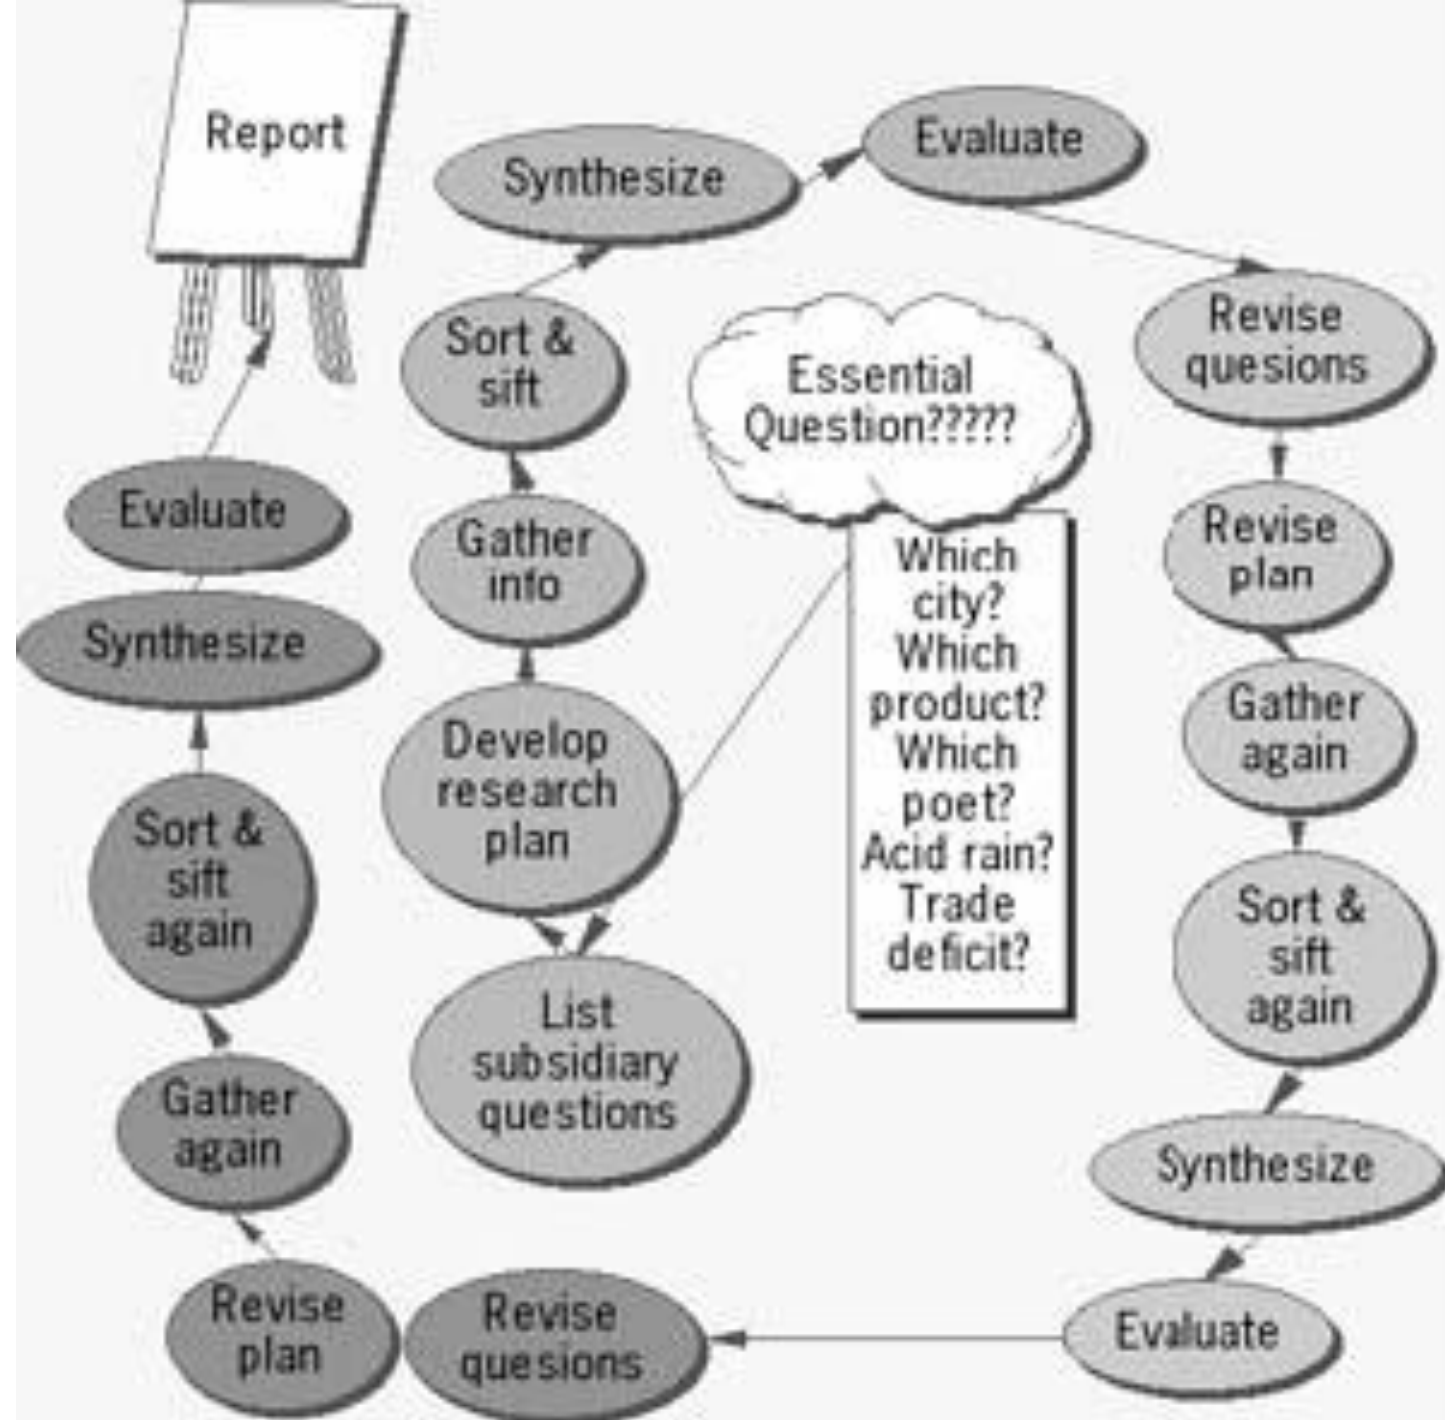 Report
Synthesize
Evaluate
Sort &
sift
Essential
Question?????
Revise
quesions
Evaluate
Gather
info
Which
city?
Which
product?
Which
poet?
Acid rain?
Trade
deficit?
Revise
plan
Synthesize
Develop
research
plan
Gather
again
Sort &
sift
again
List
subsidiary
questions
Sort &
sift
again
Gather
again
Synthesize
Revise
plan
Revise
quesions
Evaluate